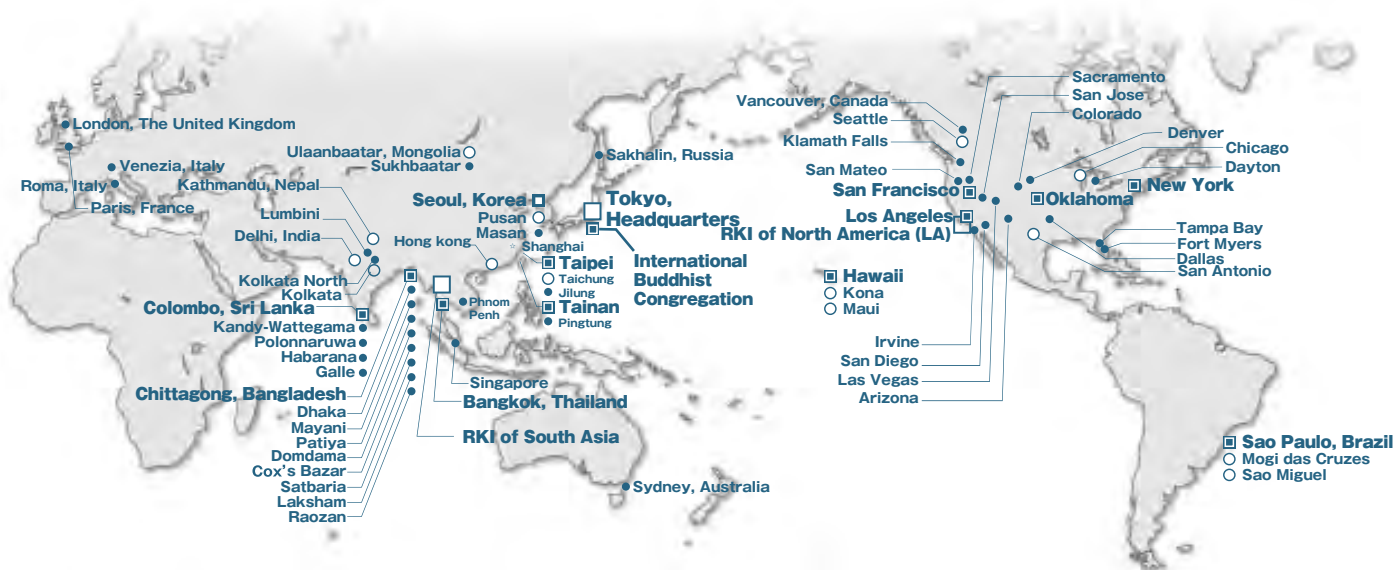 London, The United Kingdom
Venezia, Italy
Roma, Italy
Paris, France
Ulaanbaatar, Mongolia
Sukhbaatar
Kathmandu, Nepal
Lumbini
Delhi, India
Kolkata North
Kolkata
Colombo, Sri Lanka
Kandy-Wattegama
Polonnaruwa
Habarana
Galle
Chittagong, Bangladesh
Dhaka
Mayani
Patiya
Domdama
Cox's Bazar
Satbaria
Laksham
Raozan
Sakhalin, Russia
Seoul, Korea
Pusan
Masan
Hong kong
Shanghai
Taipei
Taichung
Jilung
Tainan
Pingtung
Phnom
Penh
Singapore
Bangkok, Thailand
RKI of South Asia
Tokyo,
Headquarters
International
Buddhist
Congregation
Sydney, Australia
Vancouver, Canada
Seattle
Klamath Falls
San Mateo
San Francisco
Los Angeles
RKI of North America (LA)
Hawaii
Kona
Maui
Irvine
San Diego
Las Vegas
Arizona
Sacramento
San Jose
Colorado
Denver
Chicago
Dayton
New York
Oklahoma
Tampa Bay
Fort Myers
Dallas
San Antonio
Sao Paulo, Brazil
Mogi das Cruzes
Sao Miguel